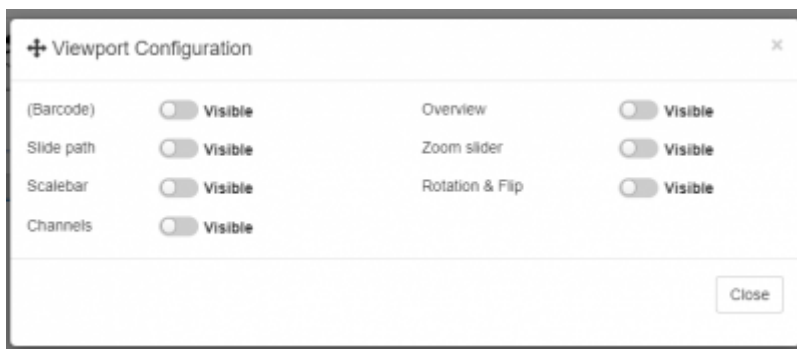 Viewport Configuration ×
(Barcode) Visible Overview Visible
Slide path Visible Zoom slider Visible
Scalebar Visible Rotation & Flip Visible
Channels Visible
Close